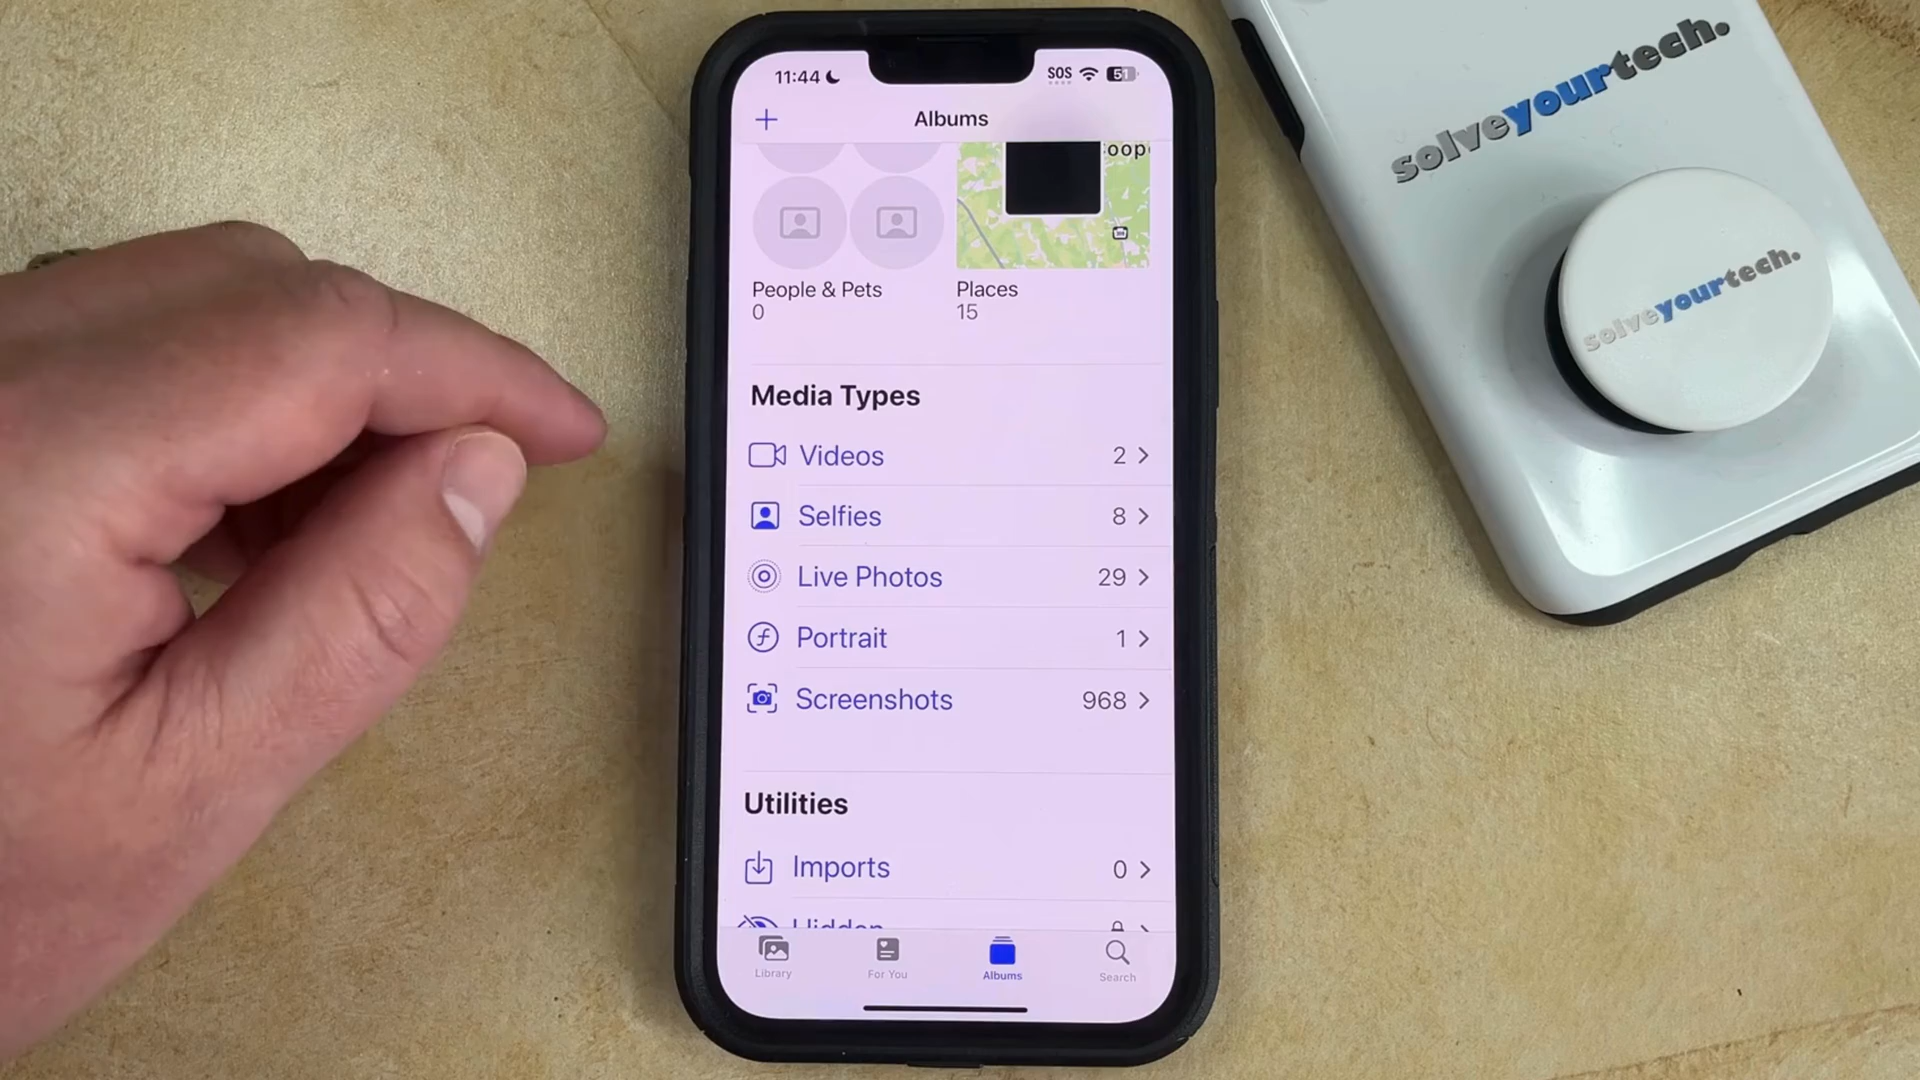 11:44
SOS
51
Albums
People & Pets
0
Places
15
Media Types
Videos 2
Selfies 8
Live Photos 29
Portrait 1
Screenshots 968
Utilities
Imports 0
Hidden
Library
For You
Albums
Search
solveyourtech.
solveyourtech.